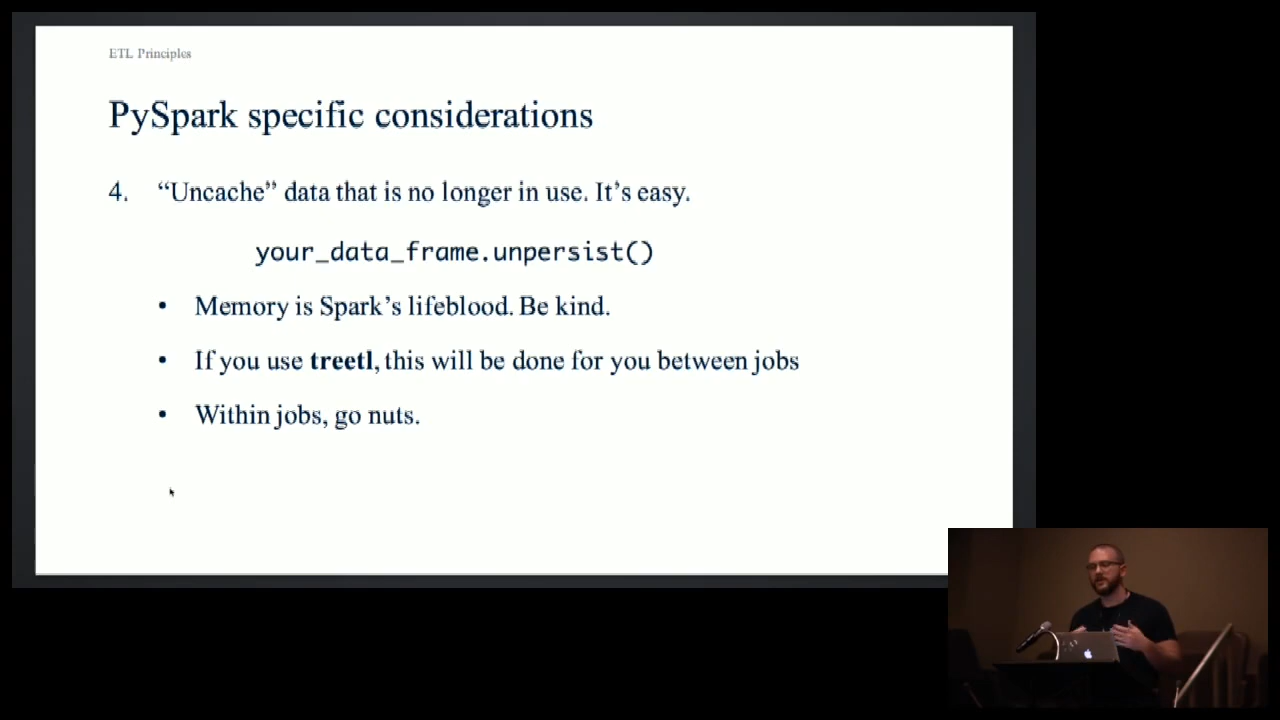 ETL Principles
PySpark specific considerations
4. “Uncache” data that is no longer in use. It’s easy.
your_data_frame.unpersist()
• Memory is Spark’s lifeblood. Be kind.
• If you use treetl, this will be done for you between jobs
• Within jobs, go nuts.